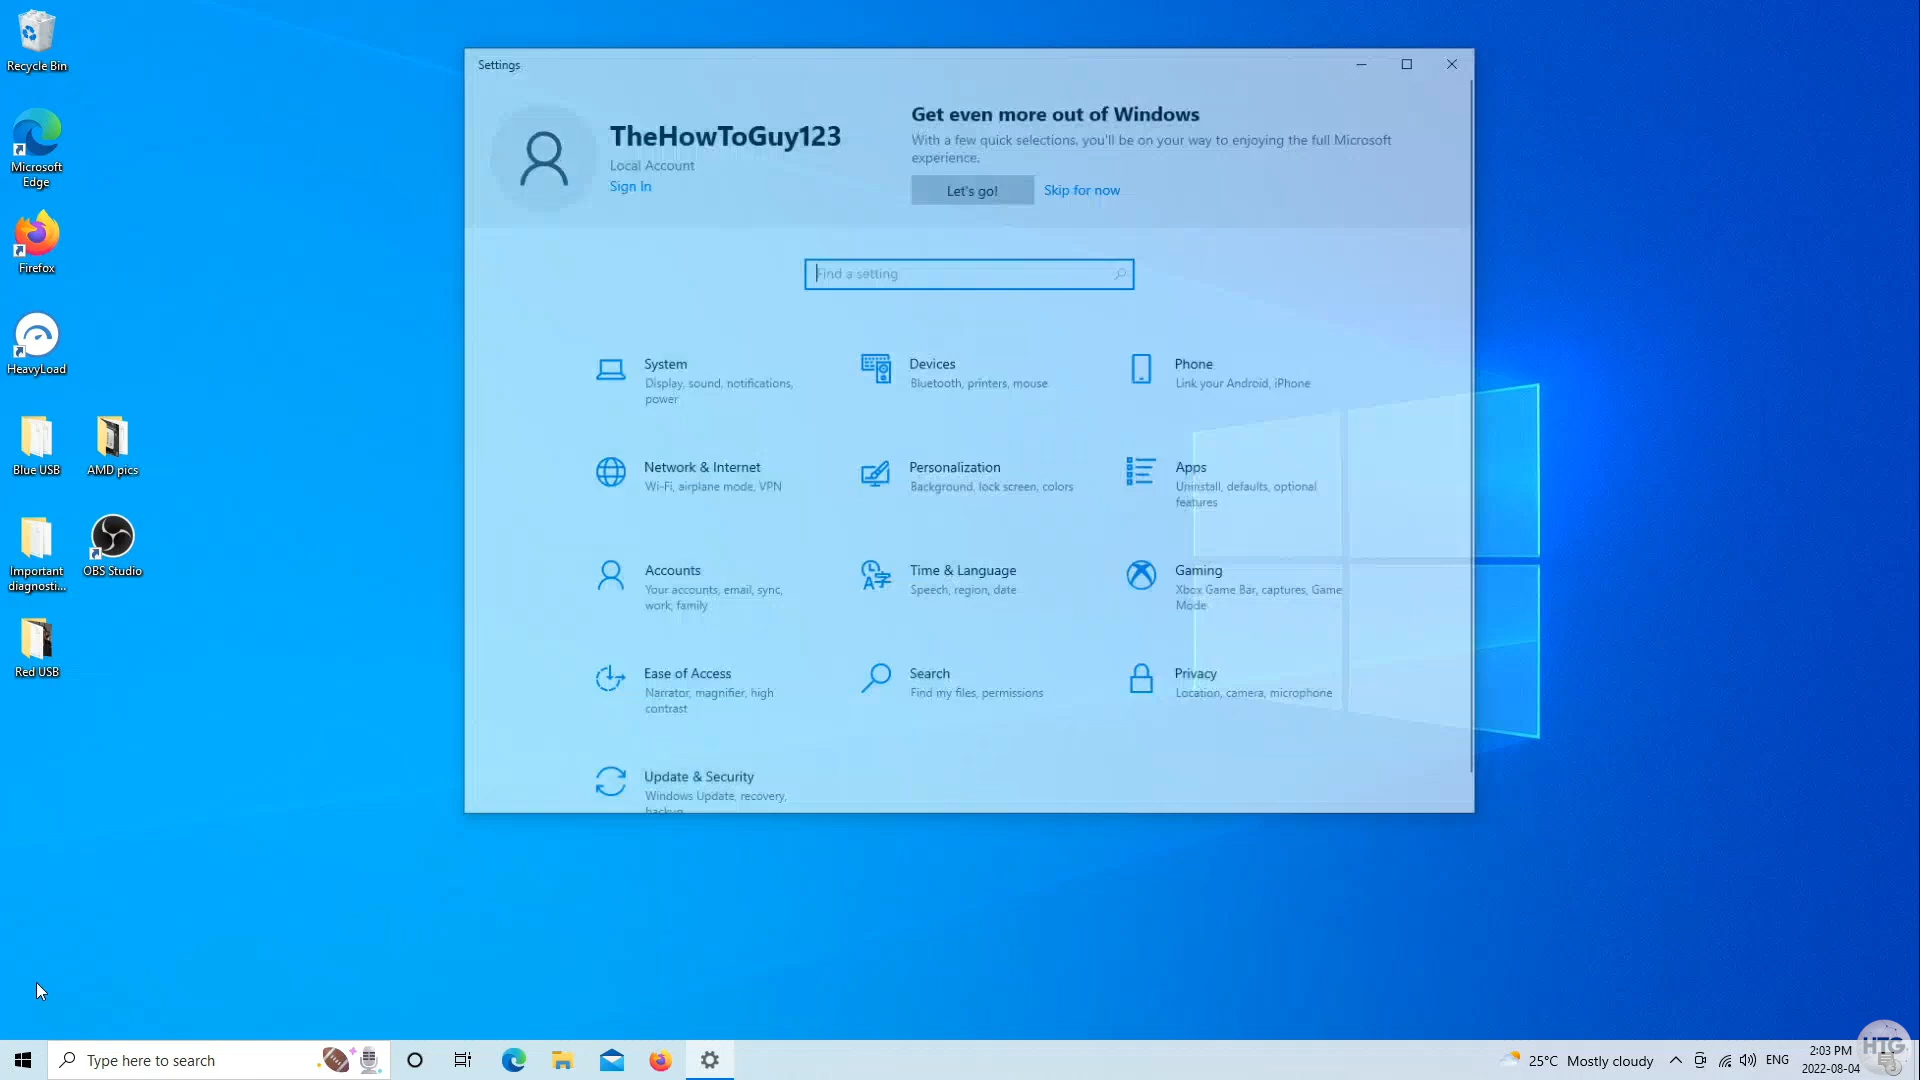 Recycle Bin
Microsoft
Edge
Firefox
HeavyLoad
Blue USB
AMD pics
Important
diagnosti...
OBS Studio
Red USB
Settings
TheHowToGuy123
Local Account
Sign In
Get even more out of Windows
With a few quick selections, you'll be on your way to enjoying the full Microsoft
experience.
Let's go!
Skip for now
Find a setting
System
Display, sound, notifications,
power
Devices
Bluetooth, printers, mouse
Phone
Link your Android, iPhone
Network & Internet
Wi-Fi, airplane mode, VPN
Personalization
Background, lock screen, colors
Apps
Uninstall, defaults, optional
features
Accounts
Your accounts, email, sync,
work, family
Time & Language
Speech, region, date
Gaming
Xbox Game Bar, captures, Game
Mode
Ease of Access
Narrator, magnifier, high
contrast
Search
Find my files, permissions
Privacy
Location, camera, microphone
Update & Security
Windows Update, recovery,
backup
Type here to search
25°C Mostly cloudy
ENG
2:03 PM
2022-08-04
HTG
3